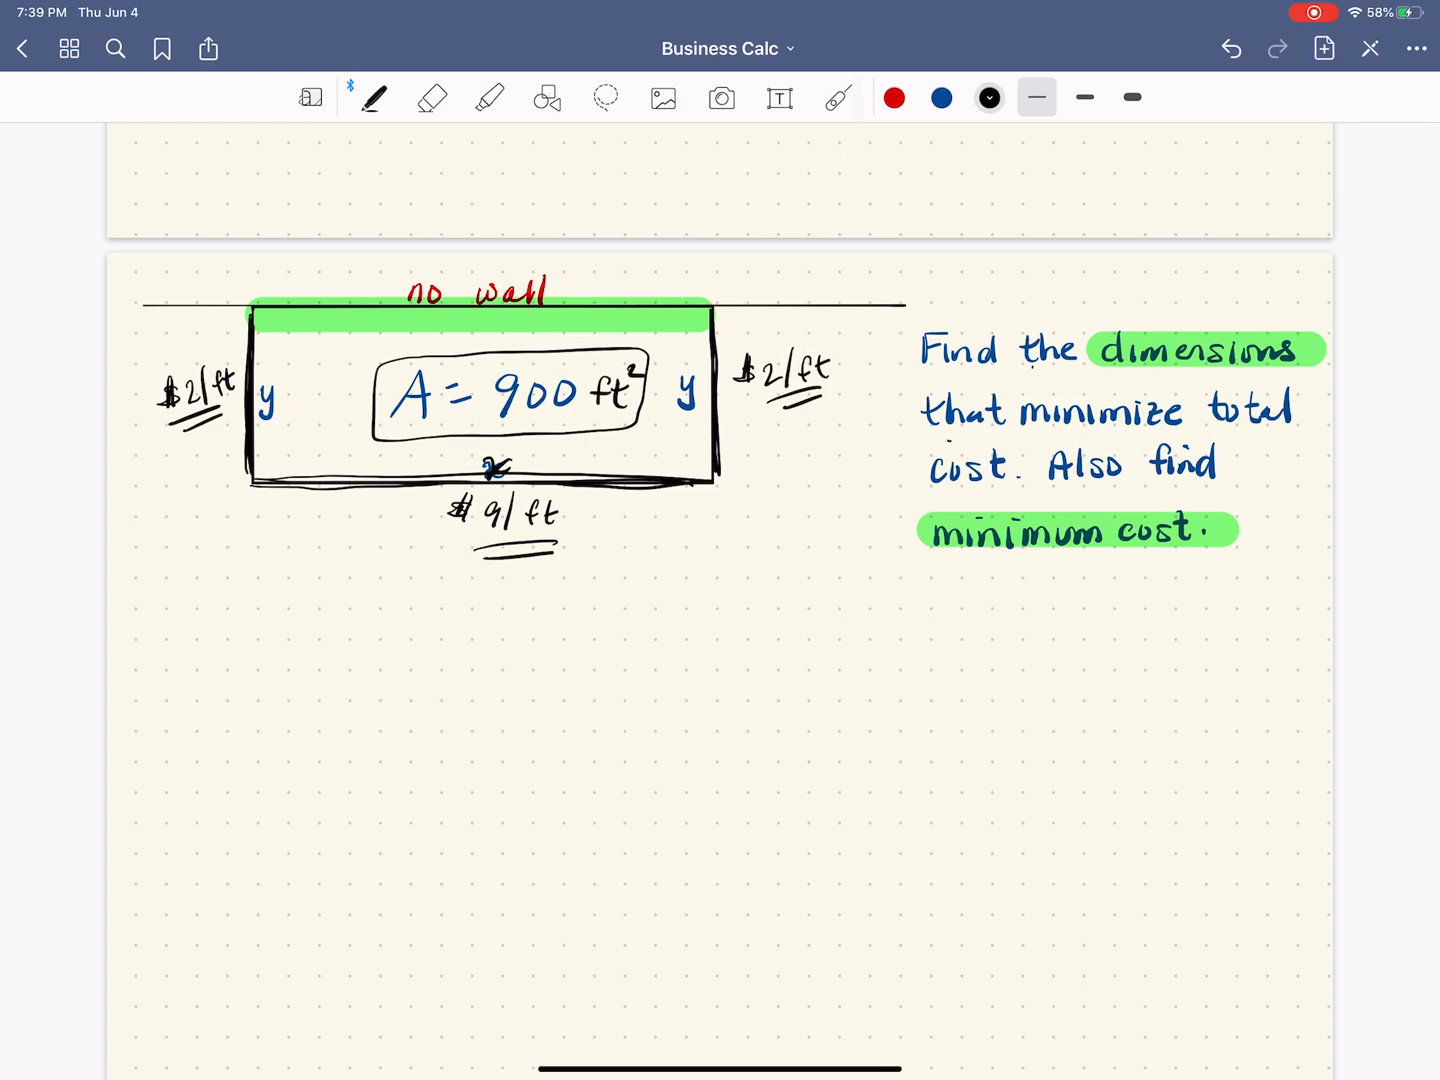 7:39 PM Thu Jun 4
58%
Business Calc
no wall
$2/ft
y
A = 900 ft²
y
$2/ft
x
$9/ft
Find the dimensions
that minimize total
cost. Also find
minimum cost.